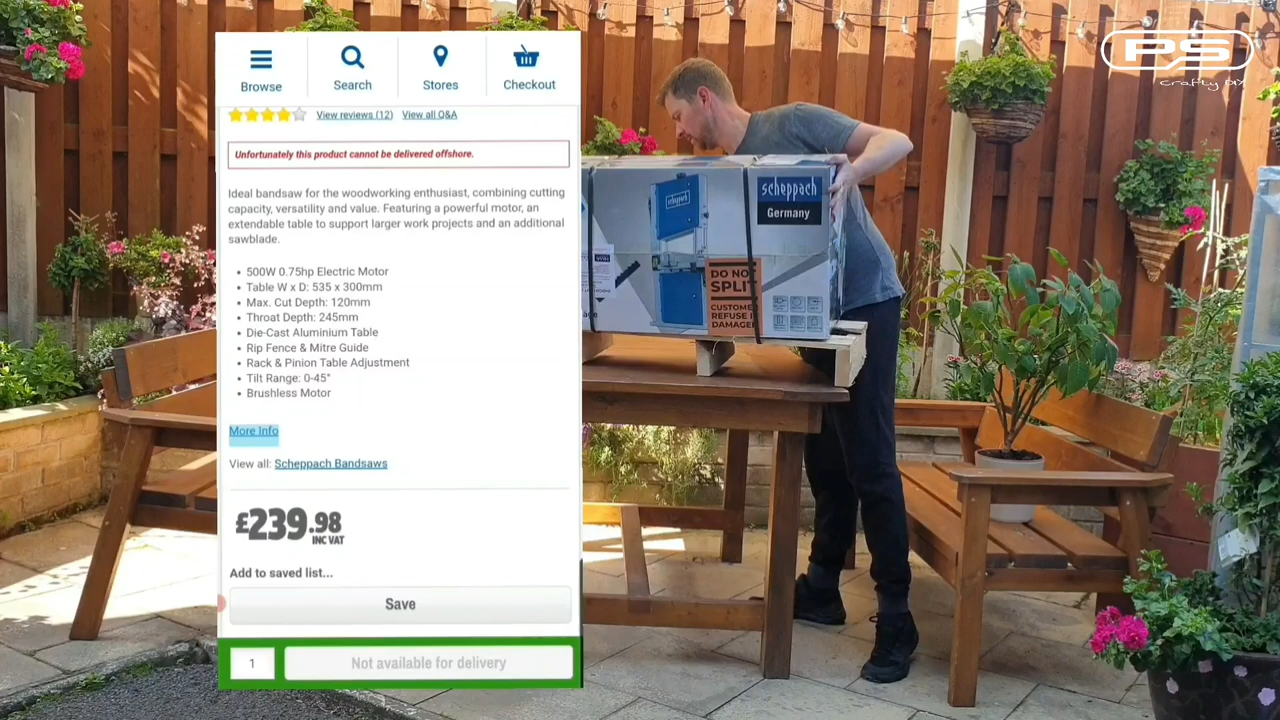 Browse
Search
Stores
Checkout
View reviews (12) View all Q&A
Unfortunately this product cannot be delivered offshore.
Ideal bandsaw for the woodworking enthusiast, combining cutting
capacity, versatility and value. Featuring a powerful motor, an
extendable table to support larger work projects and an additional
sawblade.
• 500W 0.75hp Electric Motor
• Table W x D: 535 x 300mm
• Max. Cut Depth: 120mm
• Throat Depth: 245mm
• Die-Cast Aluminium Table
• Rip Fence & Mitre Guide
• Rack & Pinion Table Adjustment
• Tilt Range: 0-45°
• Brushless Motor
More Info
View all: Scheppach Bandsaws
£239.98
INC VAT
Add to saved list...
Save
1
Not available for delivery
PS
Crafty DIY
scheppach
Germany
DO NO
SPLIT
CUSTOME
REFUSE I
DAMAGE